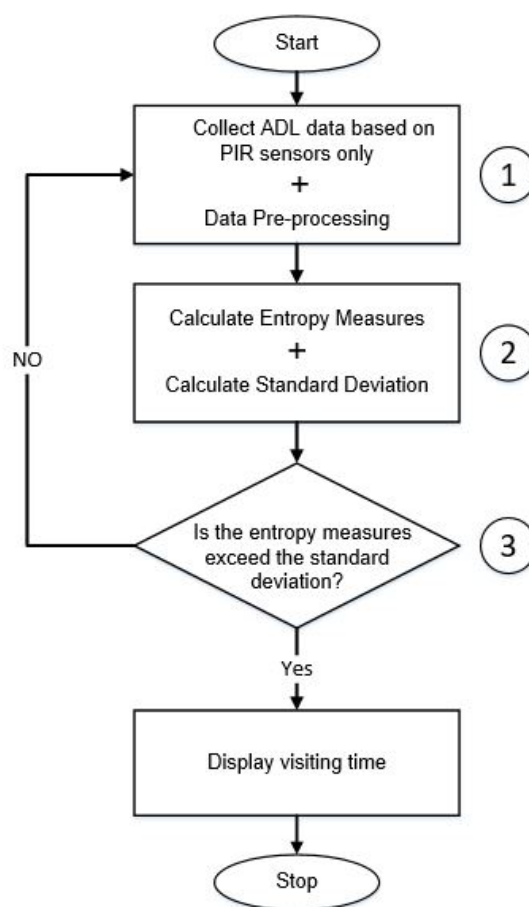 Start
Collect ADL data based on
PIR sensors only
+
Data Pre-processing
1
Calculate Entropy Measures
+
Calculate Standard Deviation
2
NO
Is the entropy measures
exceed the standard
deviation?
3
Yes
Display visiting time
Stop